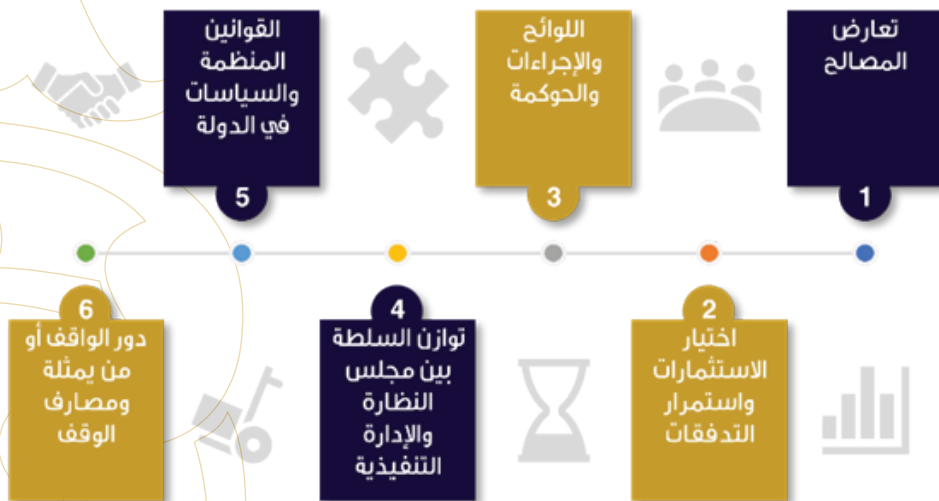 تعارض
المصالح
1
2
اختيار
الاستثمارات
واستمرار
التدفقات
اللوائح
والإجراءات
والحوكمة
3
4
توازن السلطة
بين مجلس
النظارة
والإدارة
التنفيذية
القوانين
المنظمة
والسياسات
في الدولة
5
6
دور الواقف أو
من يمثلة
ومصارف
الوقف